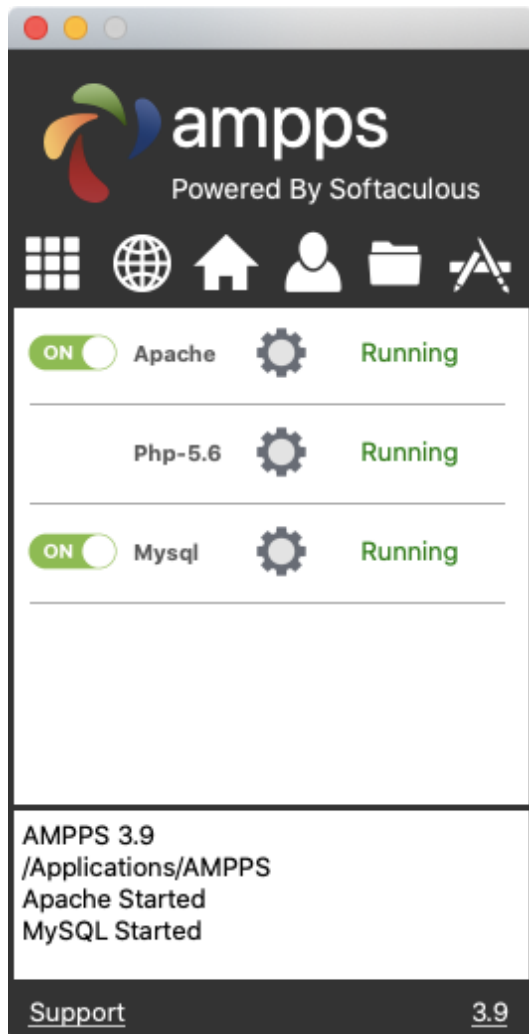 ampps
Powered By Softaculous
ON Apache Running
Php-5.6 Running
ON Mysql Running
AMPPS 3.9
/Applications/AMPPS
Apache Started
MySQL Started
Support 3.9